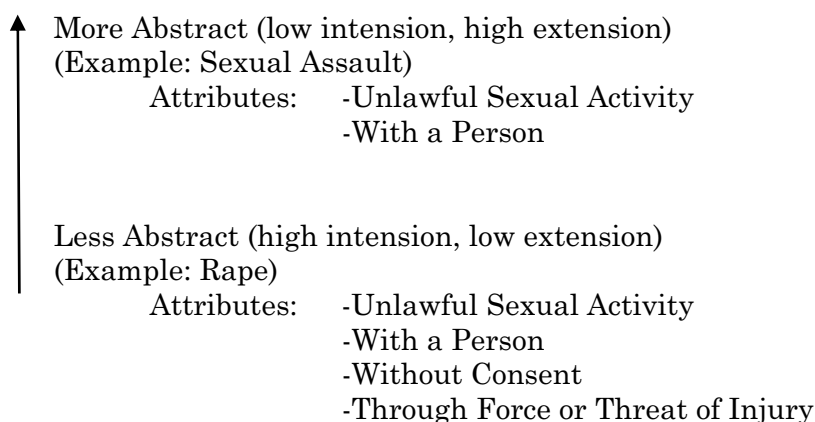 More Abstract (low intension, high extension)
(Example: Sexual Assault)
Attributes: -Unlawful Sexual Activity
-With a Person
Less Abstract (high intension, low extension)
(Example: Rape)
Attributes: -Unlawful Sexual Activity
-With a Person
-Without Consent
-Through Force or Threat of Injury